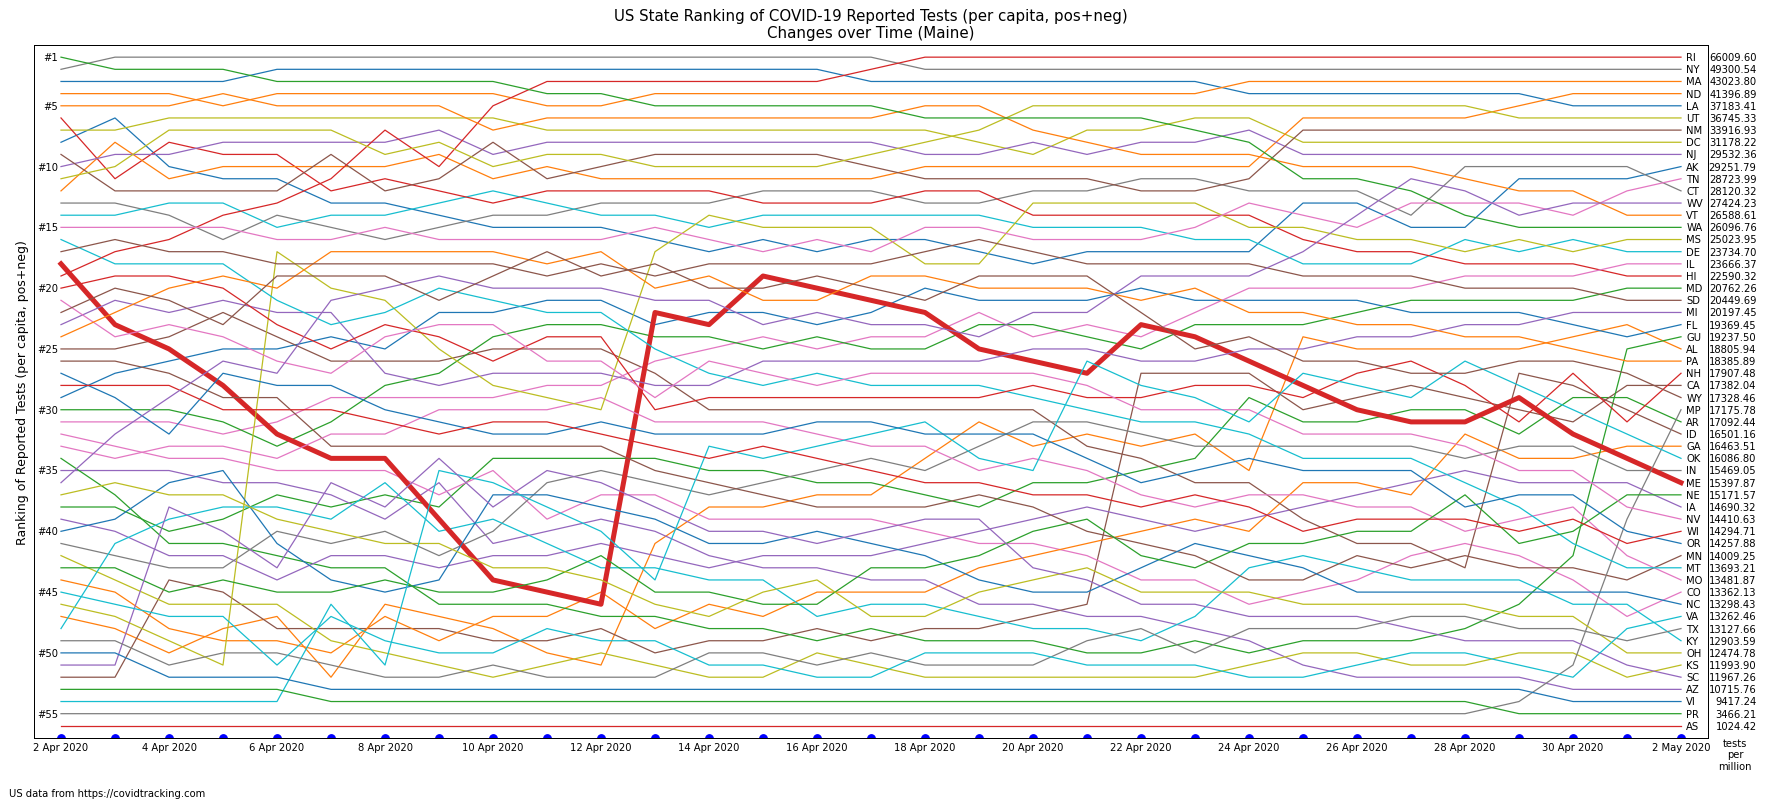 US State Ranking of COVID-19 Reported Tests (per capita, pos+neg)
Changes over Time (Maine)
Ranking of Reported Tests (per capita, pos+neg)
#1
#5
#10
#15
#20
#25
#30
#35
#40
#45
#50
#55
RI 66009.60
NY 49300.54
MA 43023.80
ND 41396.89
LA 37183.41
UT 36745.33
NM 33916.93
DC 31178.22
NJ 29532.36
AK 29251.79
TN 28723.99
CT 28120.32
WV 27424.23
VT 26588.61
WA 26096.76
MS 25023.95
DE 23734.70
IL 23666.37
HI 22590.32
MD 20762.26
SD 20449.69
MI 20197.45
FL 19369.45
GU 19237.50
AL 18805.94
PA 18385.89
NH 17907.48
CA 17382.04
WY 17328.46
MP 17175.78
AR 17092.44
ID 16501.16
GA 16463.51
OK 16086.80
IN 15469.05
ME 15397.87
NE 15171.57
IA 14690.32
NV 14410.63
WI 14294.71
OR 14257.88
MN 14009.25
MT 13693.21
MO 13481.87
CO 13362.13
NC 13298.43
VA 13262.46
TX 13127.66
KY 12903.59
OH 12474.78
KS 11993.90
SC 11967.26
AZ 10715.76
VI 9417.24
PR 3466.21
AS 1024.42
2 Apr 2020 4 Apr 2020 6 Apr 2020 8 Apr 2020 10 Apr 2020 12 Apr 2020 14 Apr 2020 16 Apr 2020 18 Apr 2020 20 Apr 2020 22 Apr 2020 24 Apr 2020 26 Apr 2020 28 Apr 2020 30 Apr 2020 2 May 2020
tests
per
million
US data from https://covidtracking.com